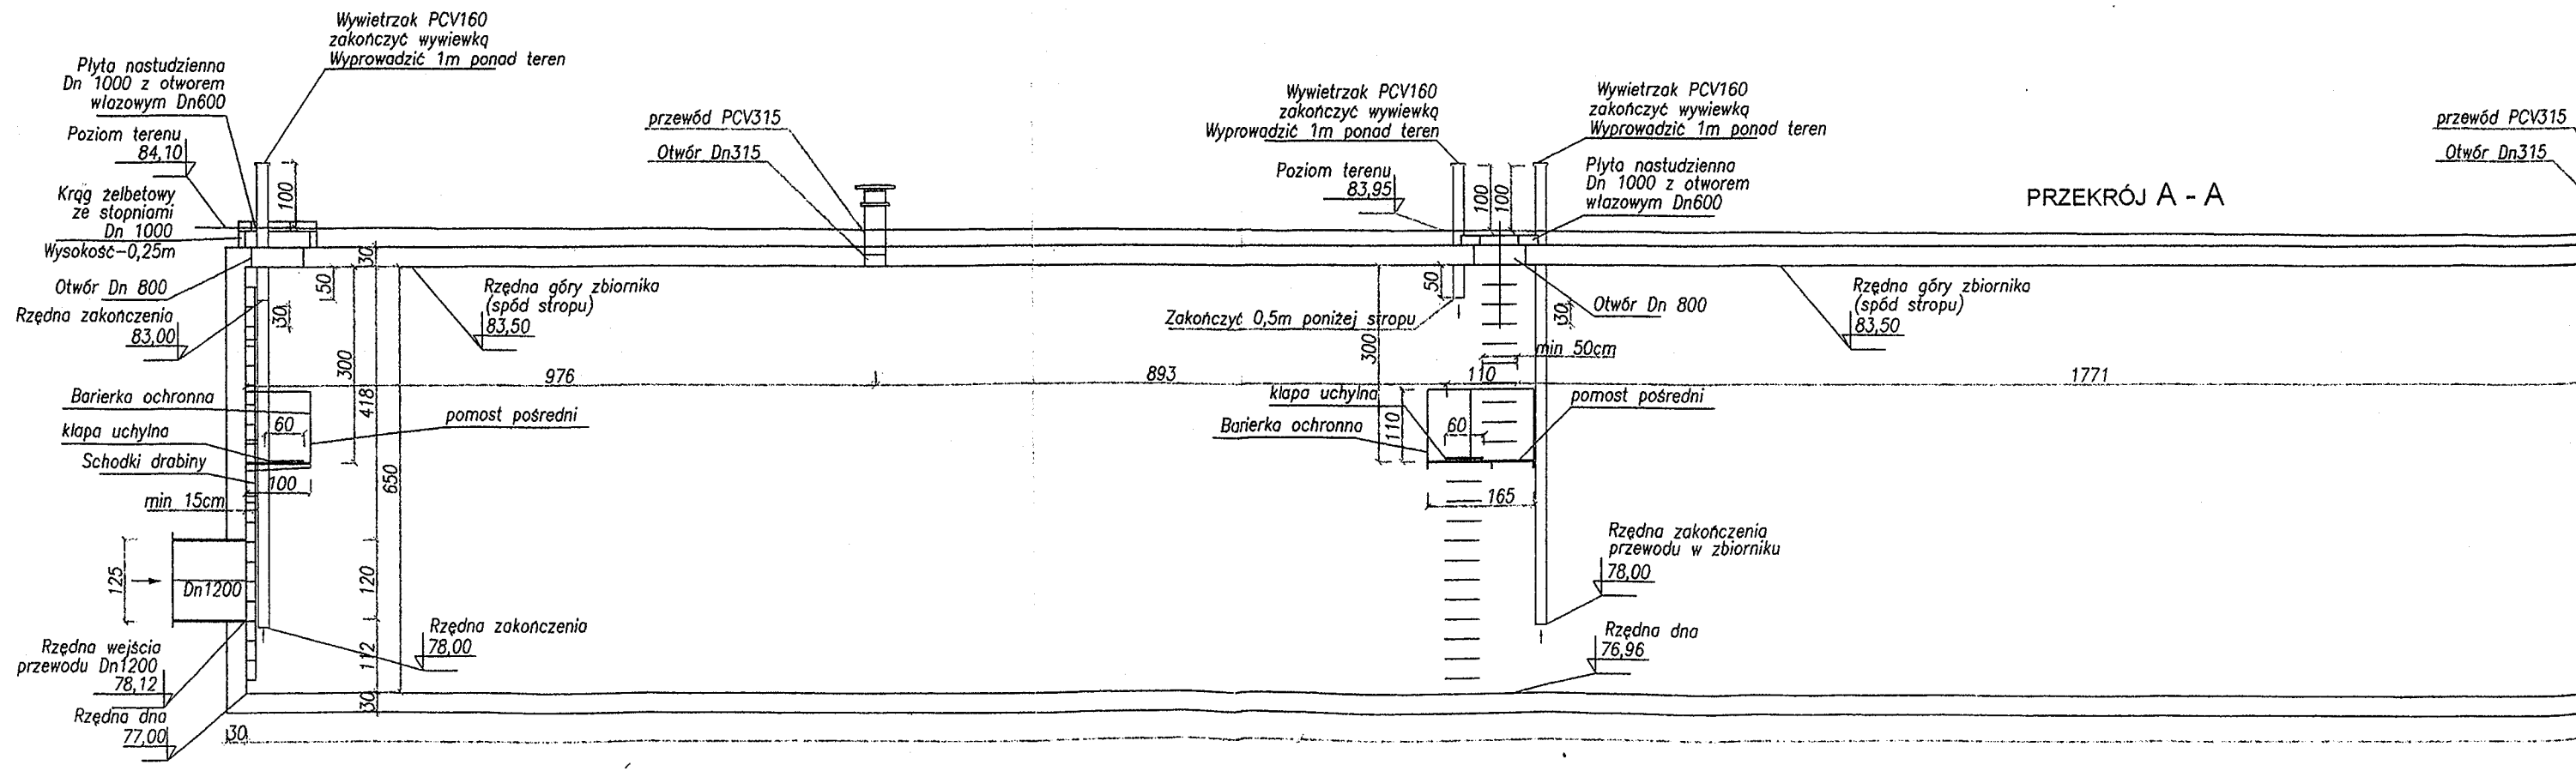 Wywietrzak PCV160
zakończyć wywiewką
Wyprowadzić 1m ponad teren
Płyta nastudzienna
Dn 1000 z otworem
włazowym Dn600
Poziom terenu
84,10
Krąg żelbetowy
ze stopniami
Dn 1000
Wysokość-0,25m
Otwór Dn 800
Rzędna zakończenia
83,00
100
30
50
30
przewód PCV315
Otwór Dn315
Rzędna góry zbiornika
(spód stropu)
83,50
300
418
650
976
893
Barierka ochronna
klapa uchylna
Schodki drabiny
60
pomost pośredni
100
min 15cm
125
Dn1200
120
112
30
Rzędna wejścia
przewodu Dn1200
78,12
Rzędna dna
77,00
30
Rzędna zakończenia
78,00
Wywietrzak PCV160
zakończyć wywiewką
Wyprowadzić 1m ponad teren
Wywietrzak PCV160
zakończyć wywiewką
Wyprowadzić 1m ponad teren
Poziom terenu
83,95
100
100
Płyta nastudzienna
Dn 1000 z otworem
włazowym Dn600
50
Zakończyć 0,5m poniżej stropu
Otwór Dn 800
30
300
min 50cm
110
klapa uchylna
Barierka ochronna
110
60
pomost pośredni
165
Rzędna zakończenia
przewodu w zbiorniku
78,00
Rzędna dna
76,96
PRZEKRÓJ A - A
Rzędna góry zbiornika
(spód stropu)
83,50
1771
przewód PCV315
Otwór Dn315